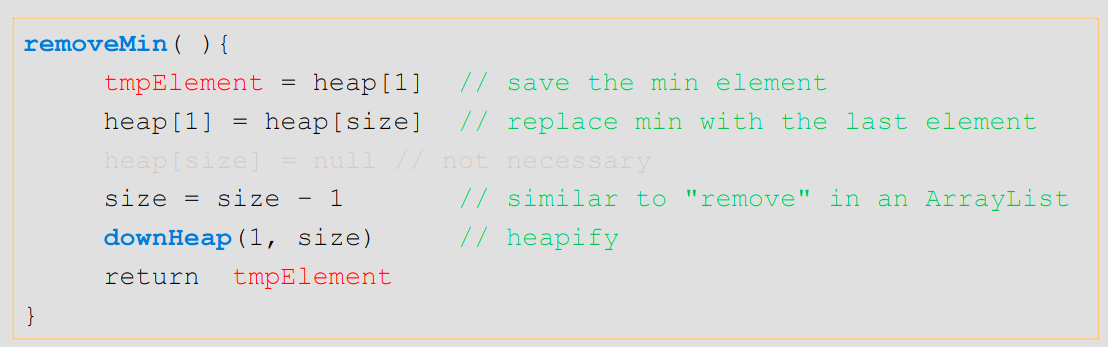 removeMin( ){
tmpElement = heap[1] // save the min element
heap[1] = heap[size] // replace min with the last element
heap[size] = null // not necessary
size = size - 1 // similar to "remove" in an ArrayList
downHeap(1, size) // heapify
return tmpElement
}